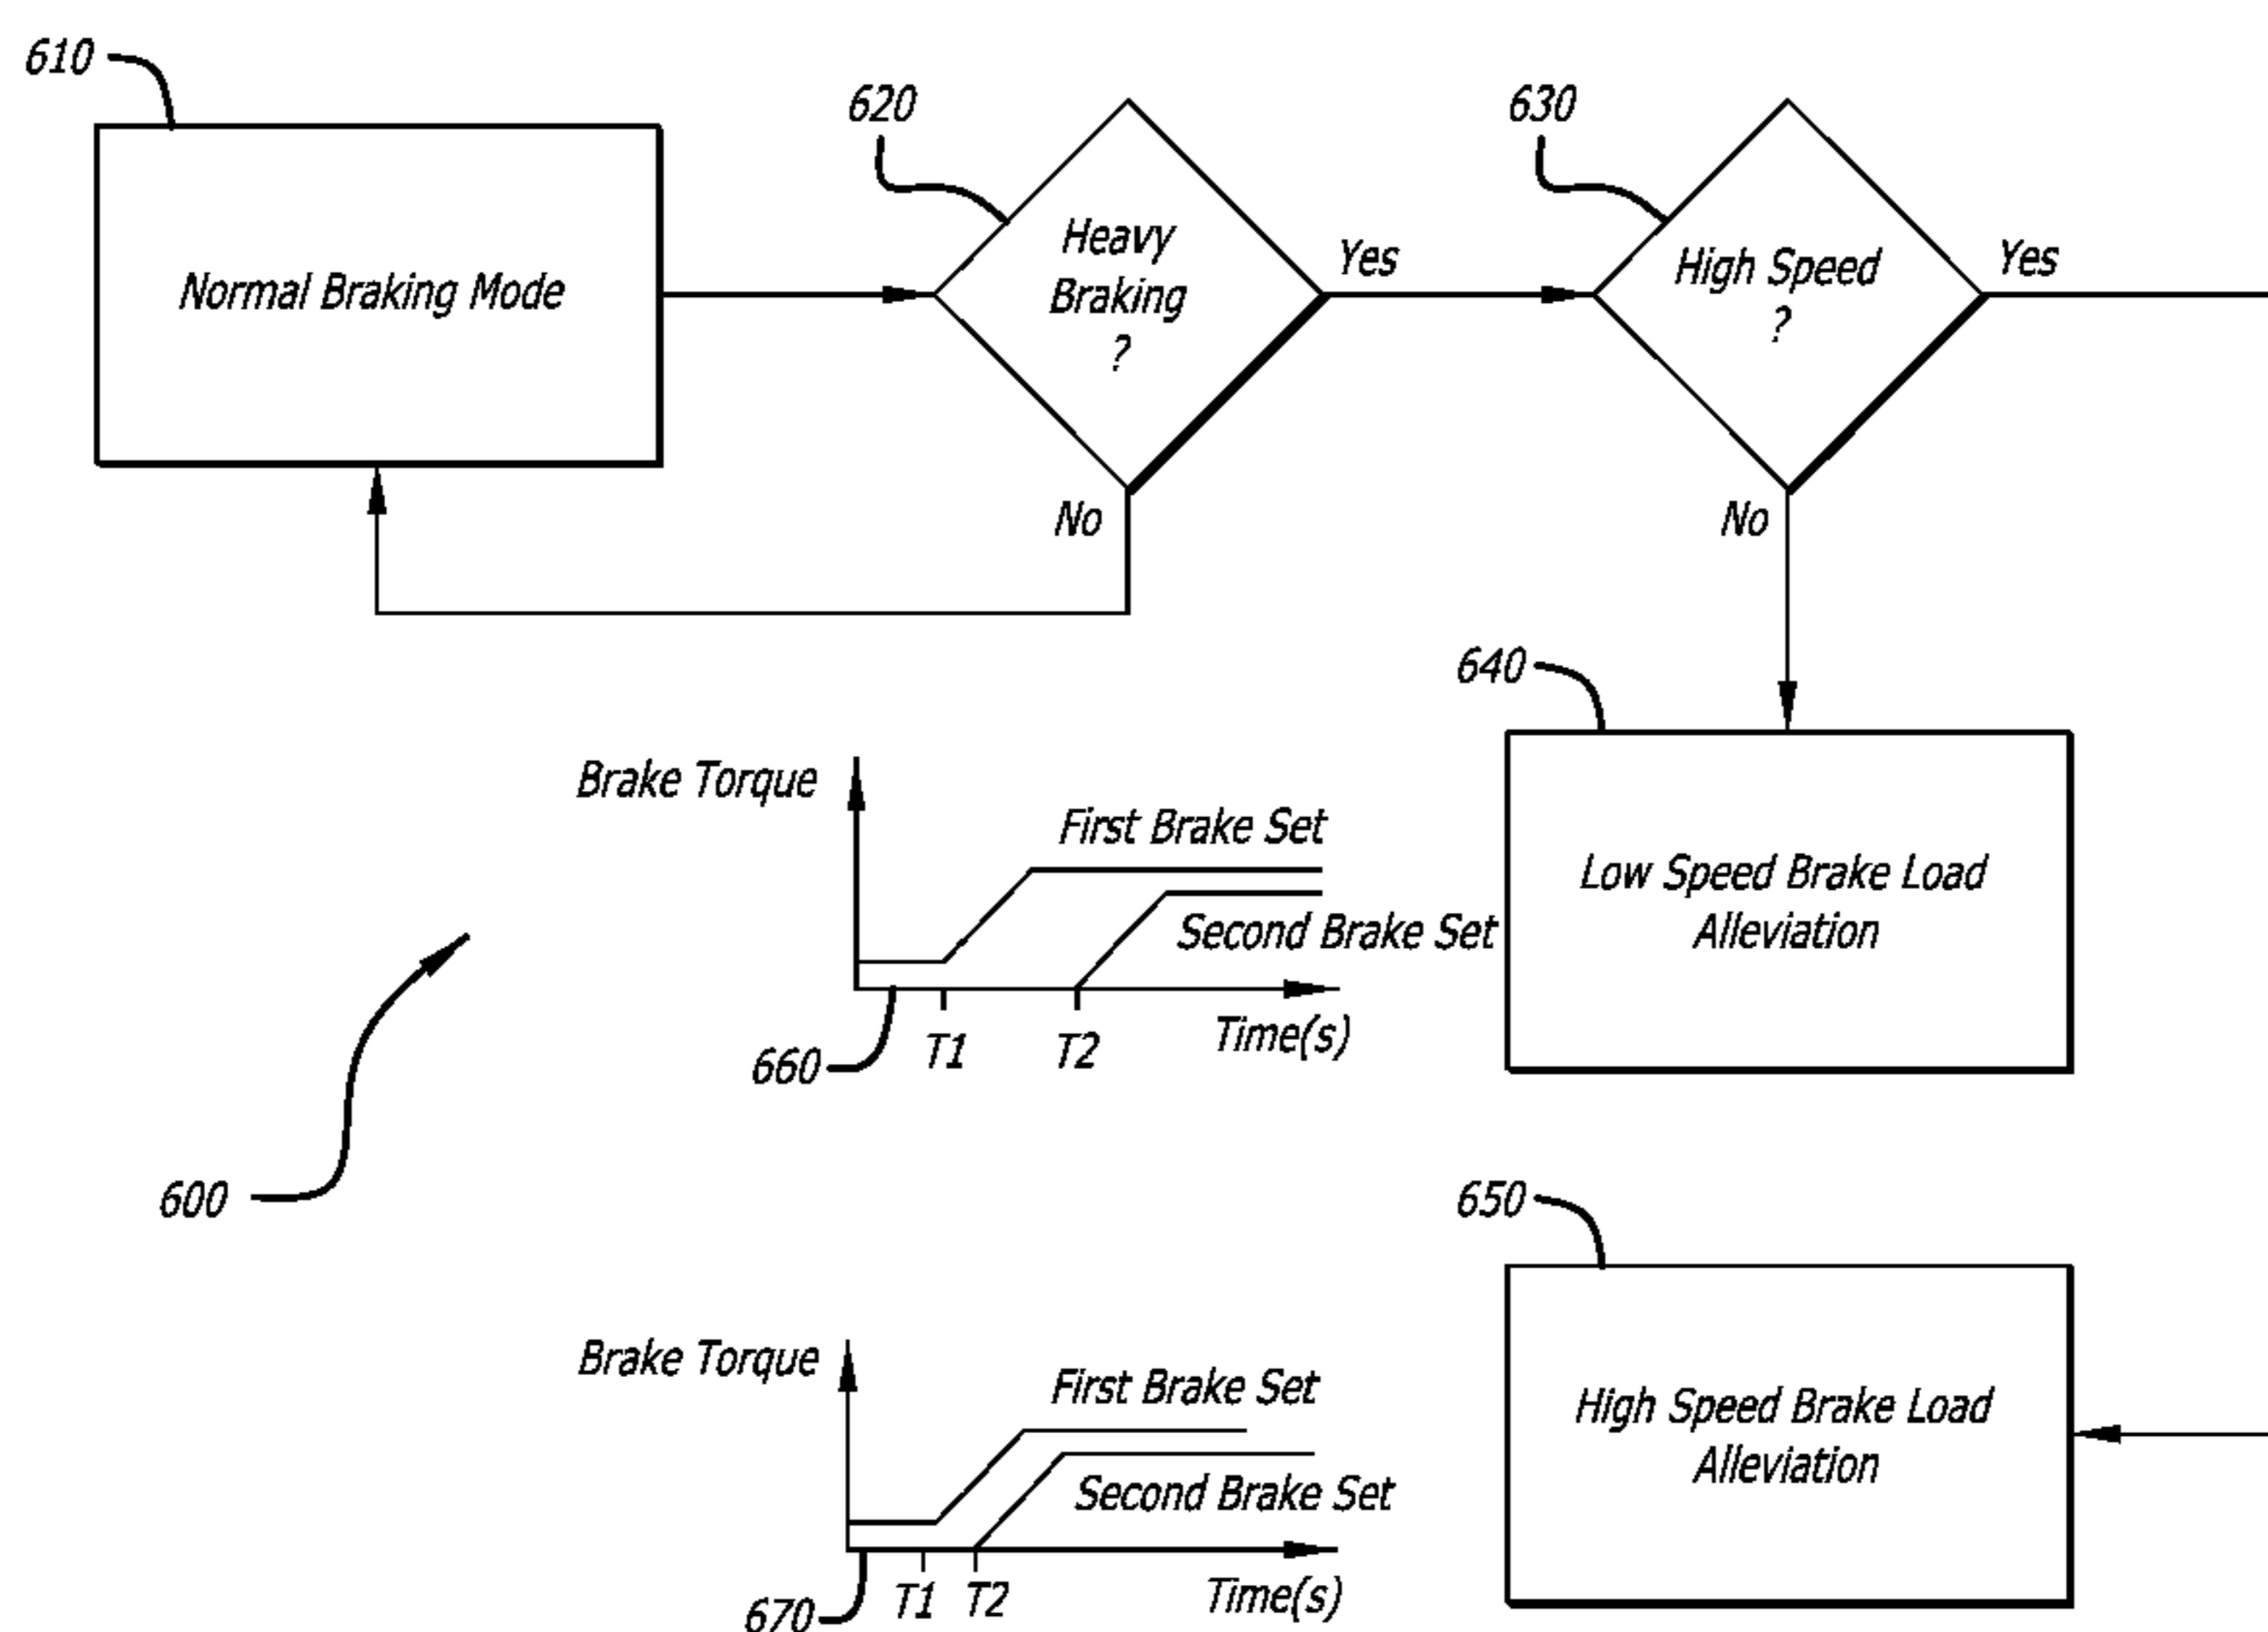 610
620
630
Normal Braking Mode
Heavy
Braking
?
Yes
High Speed
?
Yes
No
No
640
Brake Torque
First Brake Set
Second Brake Set
Low Speed Brake Load
Alleviation
Time(s)
T1
T2
660
600
650
Brake Torque
First Brake Set
Second Brake Set
High Speed Brake Load
Alleviation
Time(s)
T1
T2
670